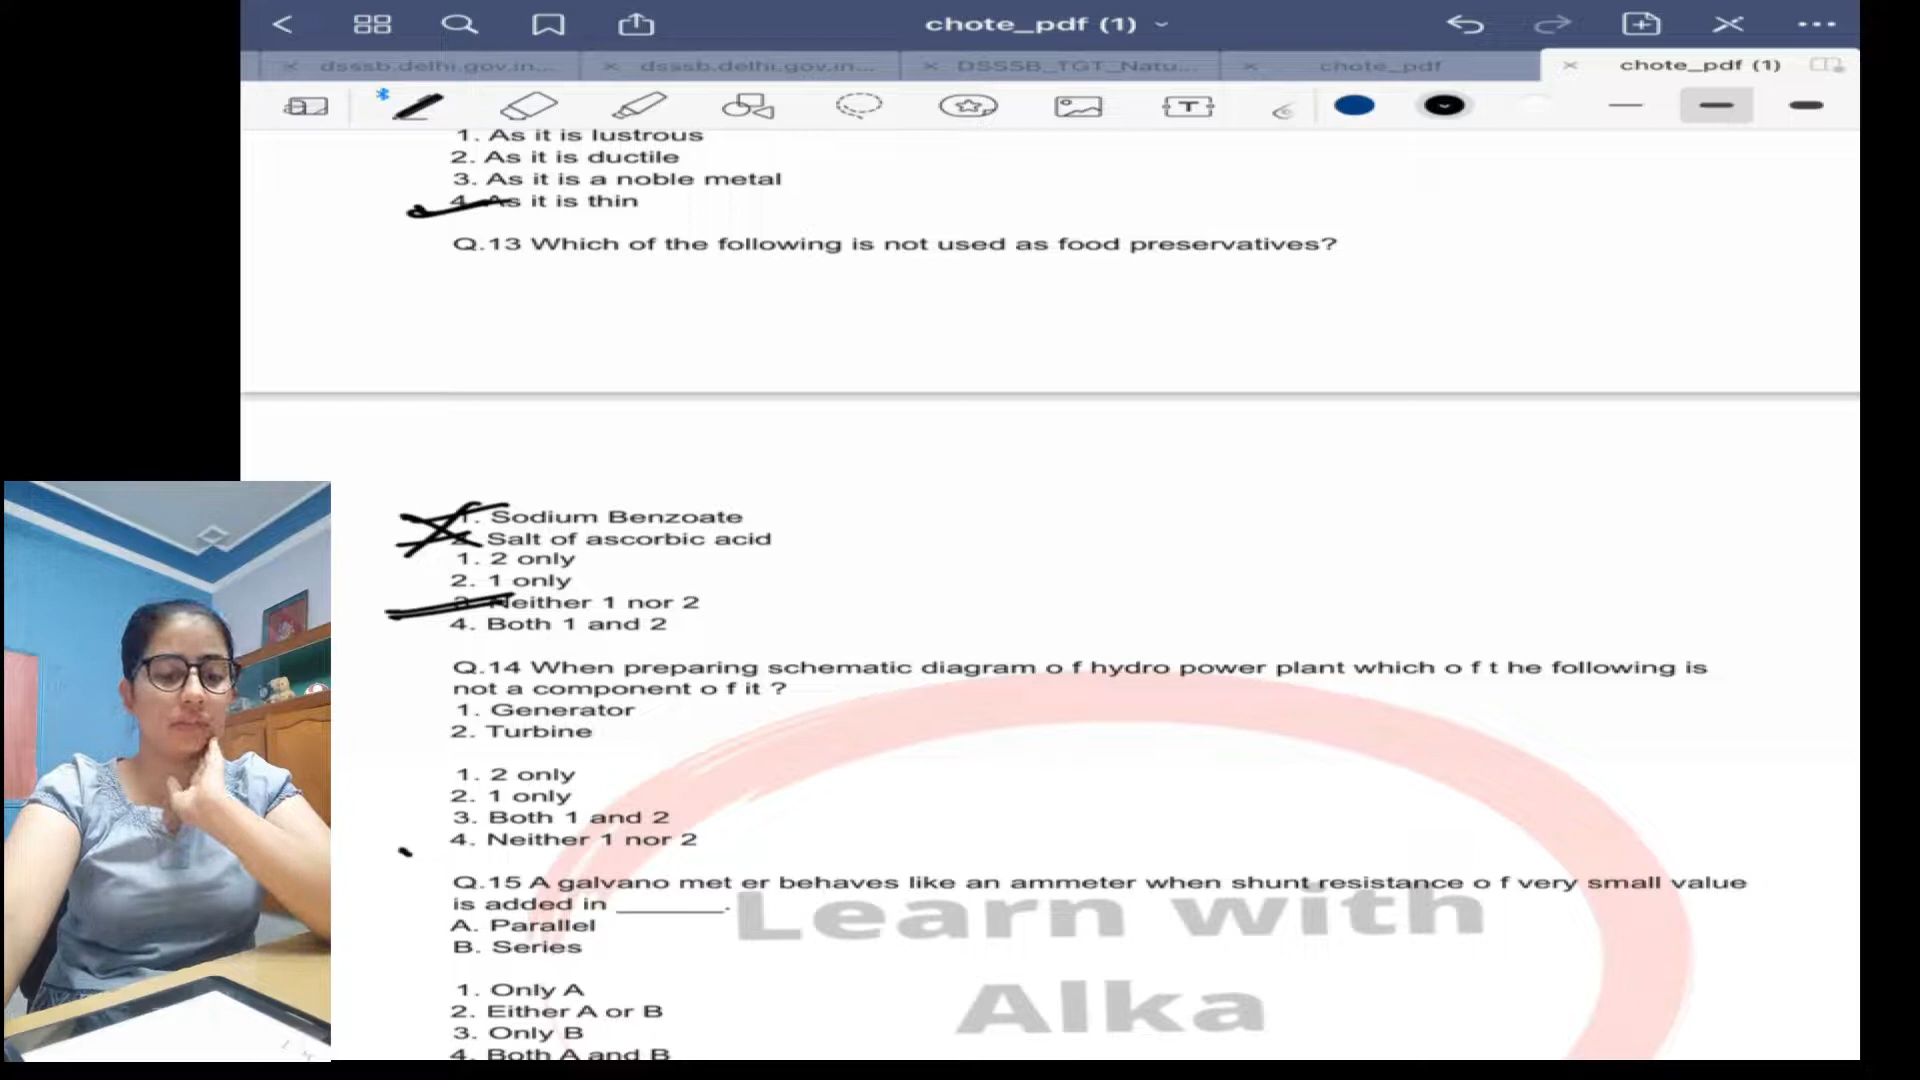 chote_pdf (1)
dsssb.delhi.gov.in...
dsssb.delhi.gov.in...
DSSSB_TGT_Natu...
chote_pdf
chote_pdf (1)
1. As it is lustrous
2. As it is ductile
3. As it is a noble metal
4. As it is thin
Q.13 Which of the following is not used as food preservatives?
1. Sodium Benzoate
2. Salt of ascorbic acid
1. 2 only
2. 1 only
3. Neither 1 nor 2
4. Both 1 and 2
Q.14 When preparing schematic diagram o f hydro power plant which o f t he following is
not a component o f it ?
1. Generator
2. Turbine
1. 2 only
2. 1 only
3. Both 1 and 2
4. Neither 1 nor 2
Q.15 A galvano met er behaves like an ammeter when shunt resistance o f very small value
is added in ________.
A. Parallel
B. Series
Learn with
Alka
1. Only A
2. Either A or B
3. Only B
4. Both A and B